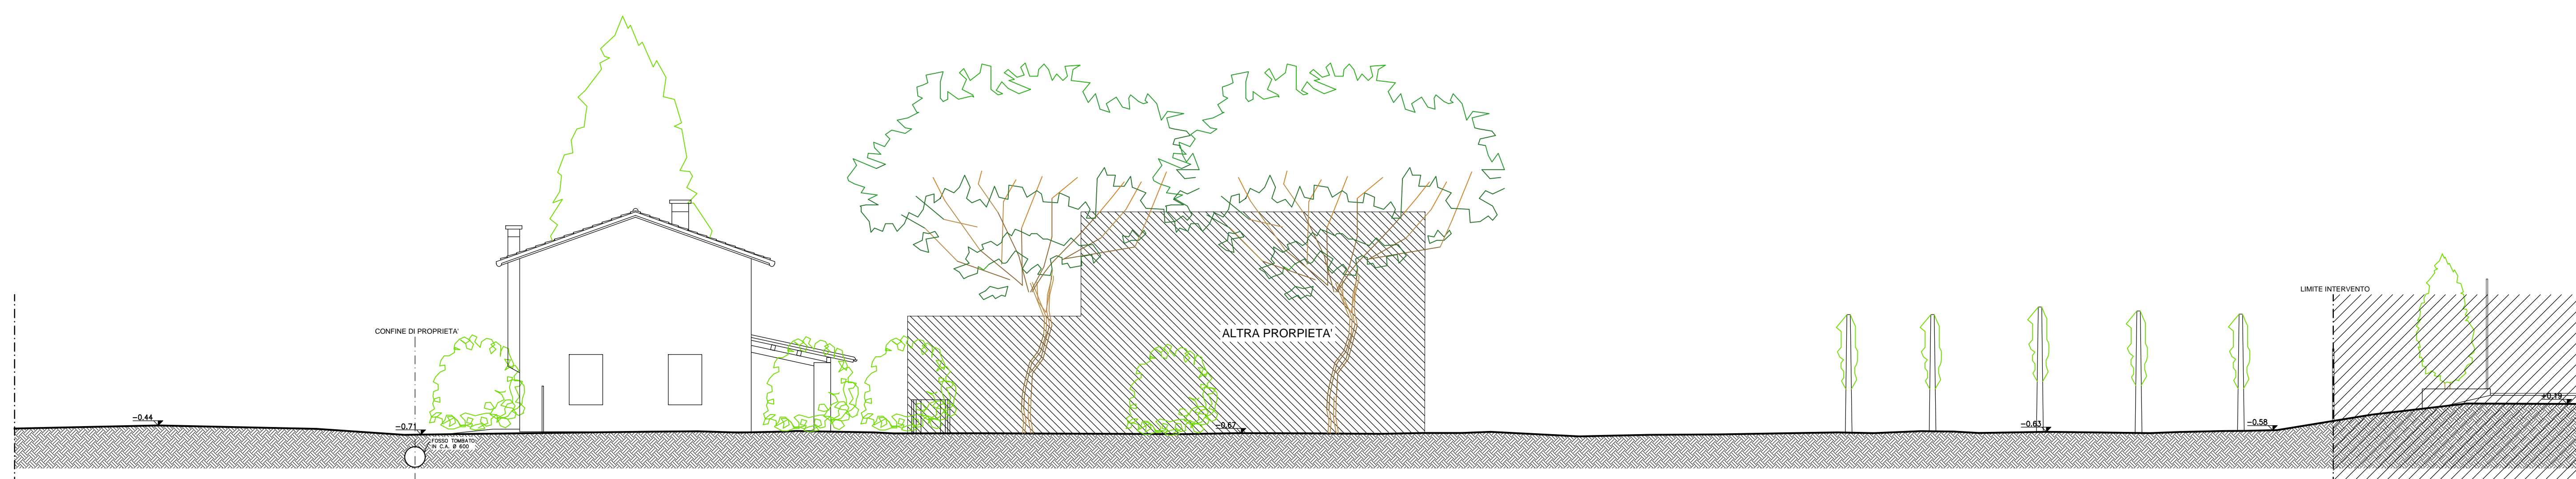 LIMITE INTERVENTO
CONFINE DI PROPRIETA'
ALTRA PRORPIETA'
+0.19
-0.44
-0.71
-0.67
-0.63
-0.58
FOSSO TOMBATO
IN C.A. Ø 600